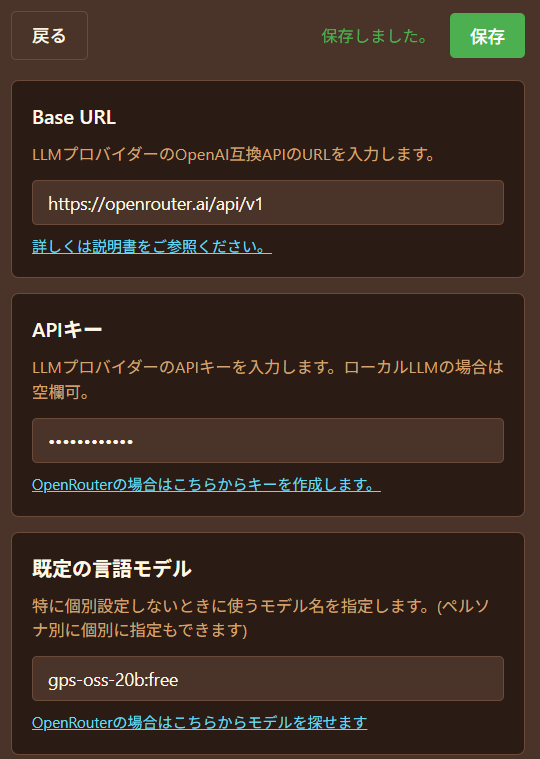 戻る
保存しました。
保存
Base URL
LLMプロバイダーのOpenAI互換APIのURLを入力します。
https://openrouter.ai/api/v1
詳しくは説明書をご参照ください。
APIキー
LLMプロバイダーのAPIキーを入力します。ローカルLLMの場合は
空欄可。
••••••••••••
OpenRouterの場合はこちらからキーを作成します。
既定の言語モデル
特に個別設定しないときに使うモデル名を指定します。(ペルソ
ナ別に個別に指定もできます)
gps-oss-20b:free
OpenRouterの場合はこちらからモデルを探せます